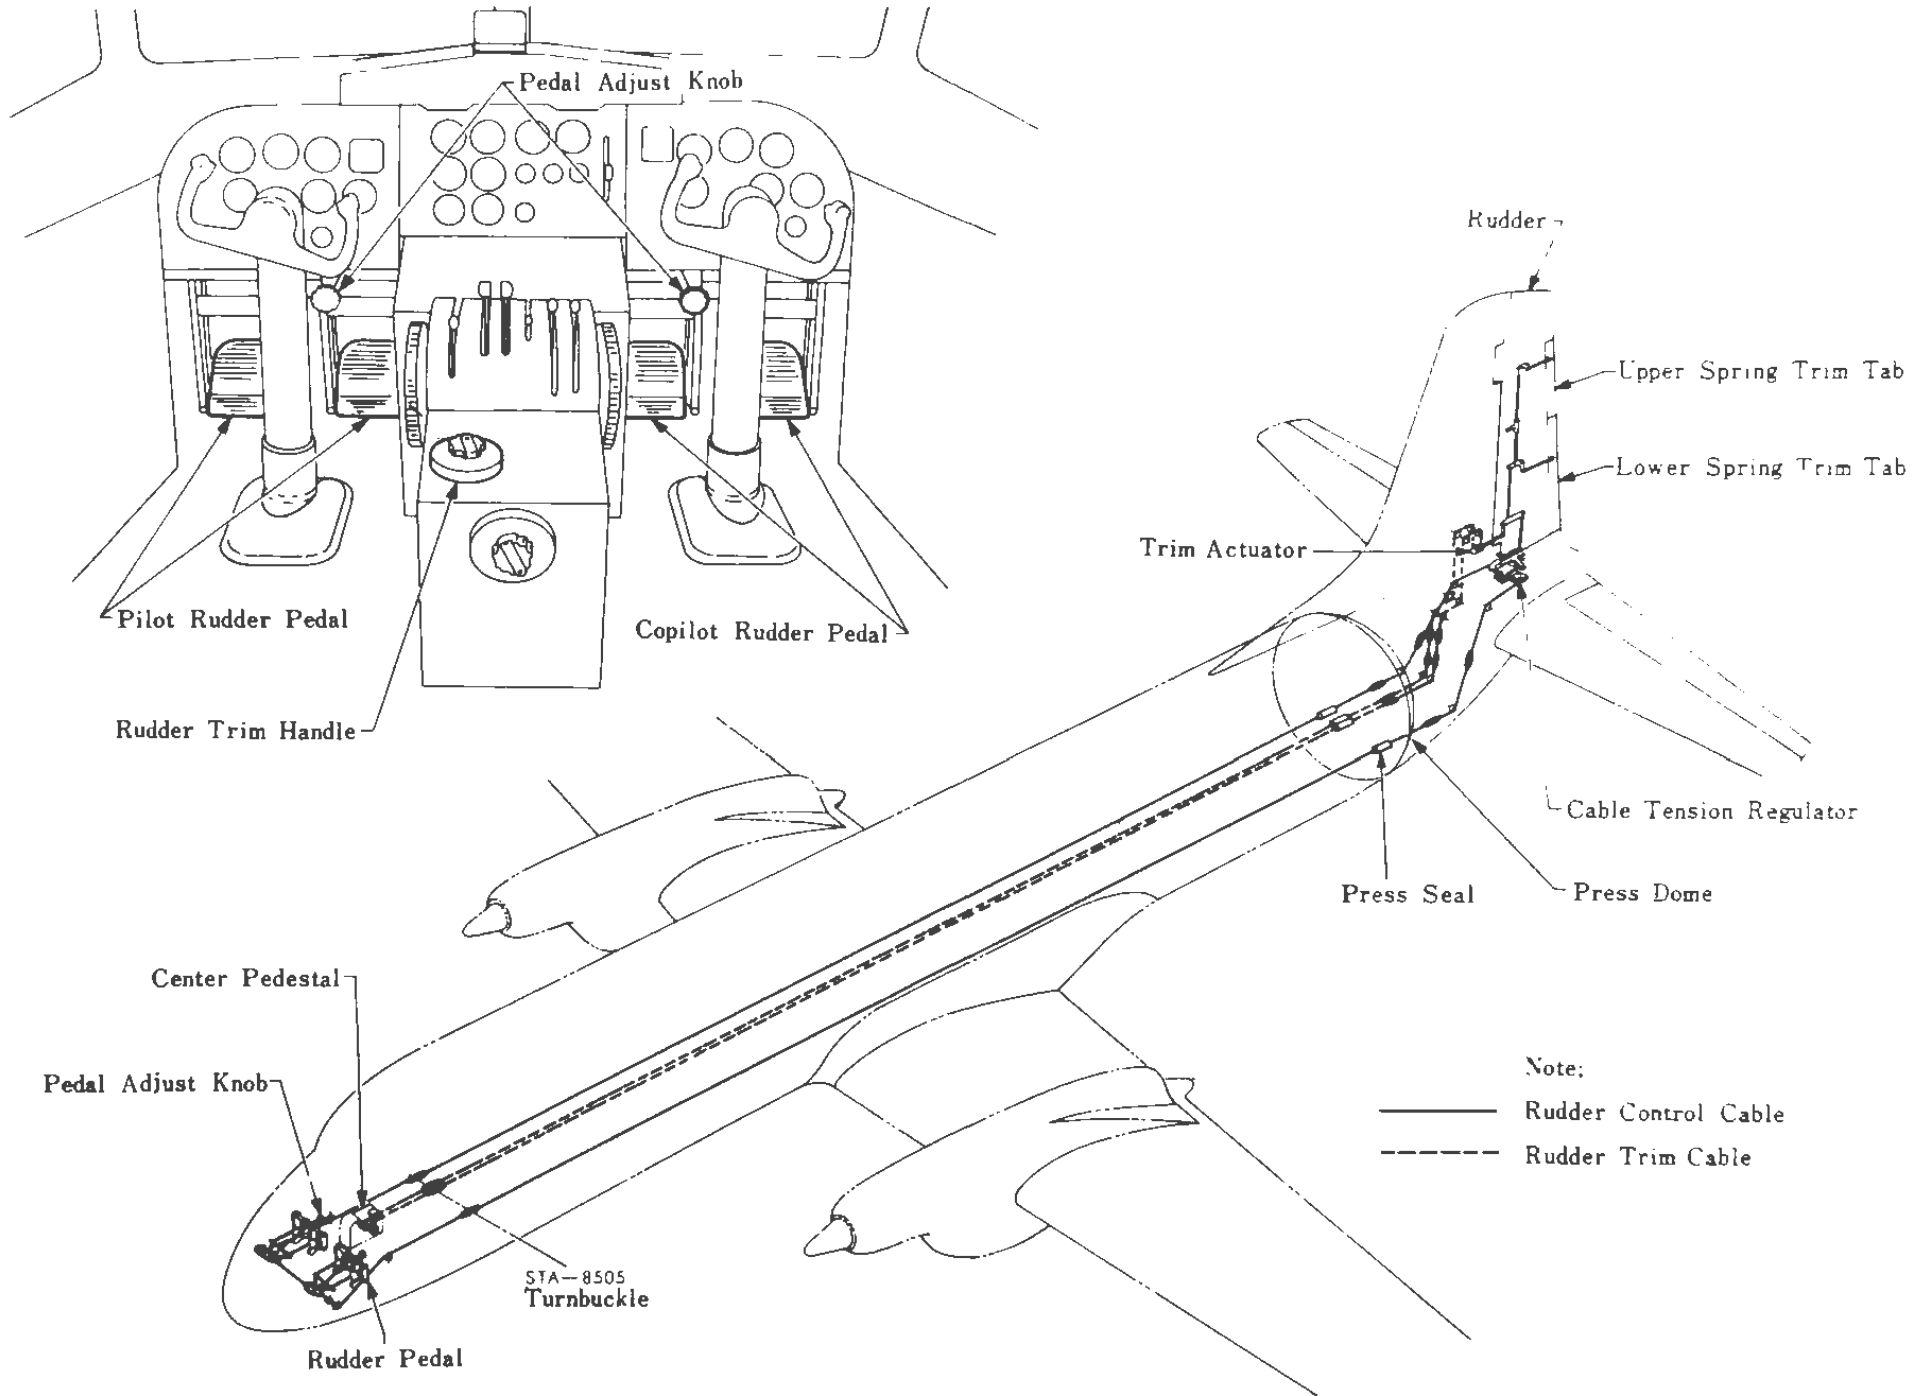 Pedal Adjust Knob
Rudder
Upper Spring Trim Tab
Lower Spring Trim Tab
Trim Actuator
Pilot Rudder Pedal
Copilot Rudder Pedal
Rudder Trim Handle
Cable Tension Regulator
Press Seal
Press Dome
Center Pedestal
Pedal Adjust Knob
Note:
Rudder Control Cable
Rudder Trim Cable
STA-8505
Turnbuckle
Rudder Pedal